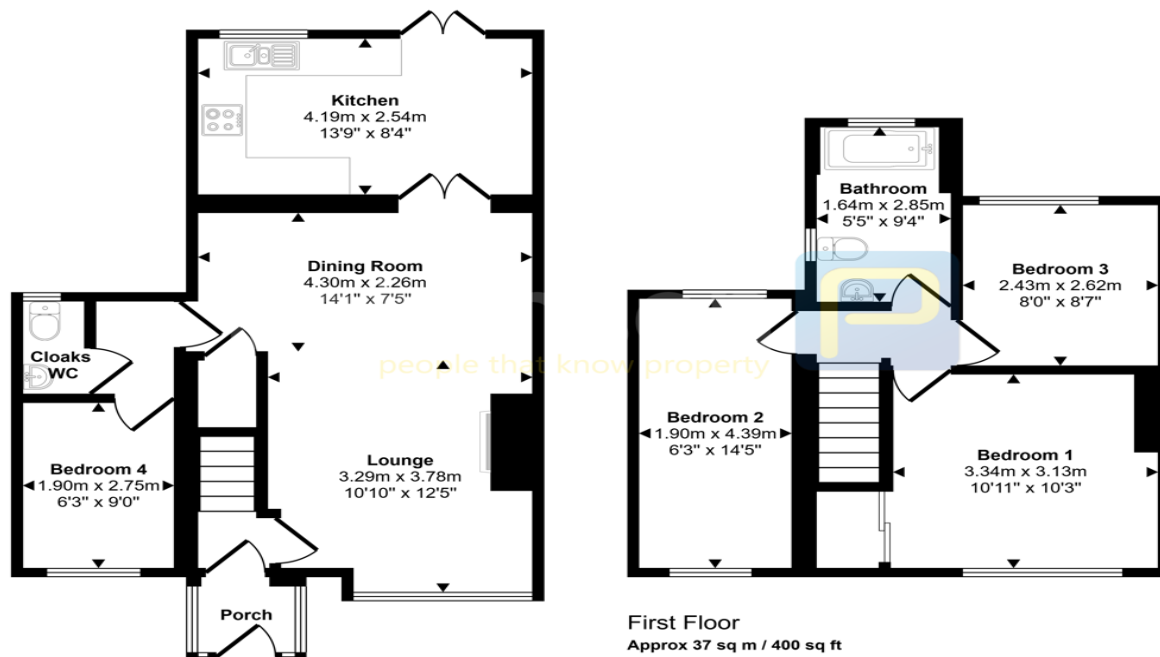 Kitchen
4.19m x 2.54m
13'9" x 8'4"
Dining Room
4.30m x 2.26m
14'1" x 7'5"
Cloaks
WC
Bedroom 4
1.90m x 2.75m
6'3" x 9'0"
Lounge
3.29m x 3.78m
10'10" x 12'5"
Porch
Bathroom
1.64m x 2.85m
5'5" x 9'4"
Bedroom 3
2.43m x 2.62m
8'0" x 8'7"
Bedroom 2
1.90m x 4.39m
6'3" x 14'5"
Bedroom 1
3.34m x 3.13m
10'11" x 10'3"
people that know property
P
First Floor
Approx 37 sq m / 400 sq ft